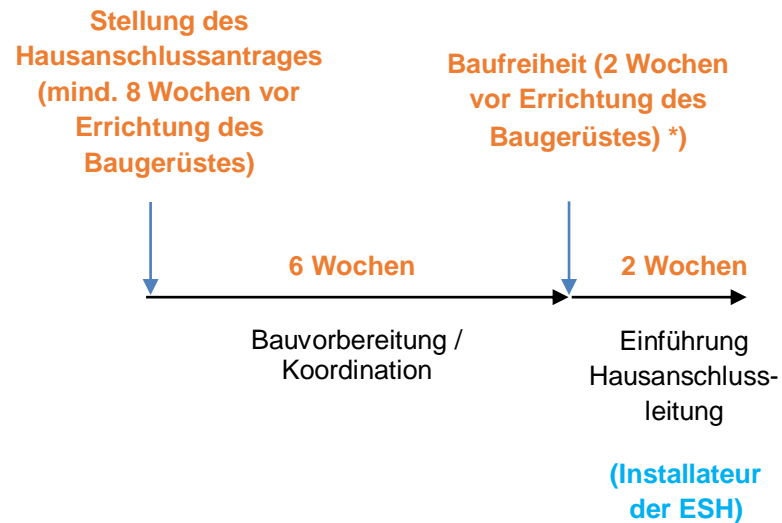 Stellung des
Hausanschlussantrages
(mind. 8 Wochen vor
Errichtung des
Baugerüstes)
Baufreiheit (2 Wochen
vor Errichtung des
Baugerüstes) *)
6 Wochen
2 Wochen
Bauvorbereitung /
Koordination
Einführung
Hausanschluss-
leitung
(Installateur
der ESH)